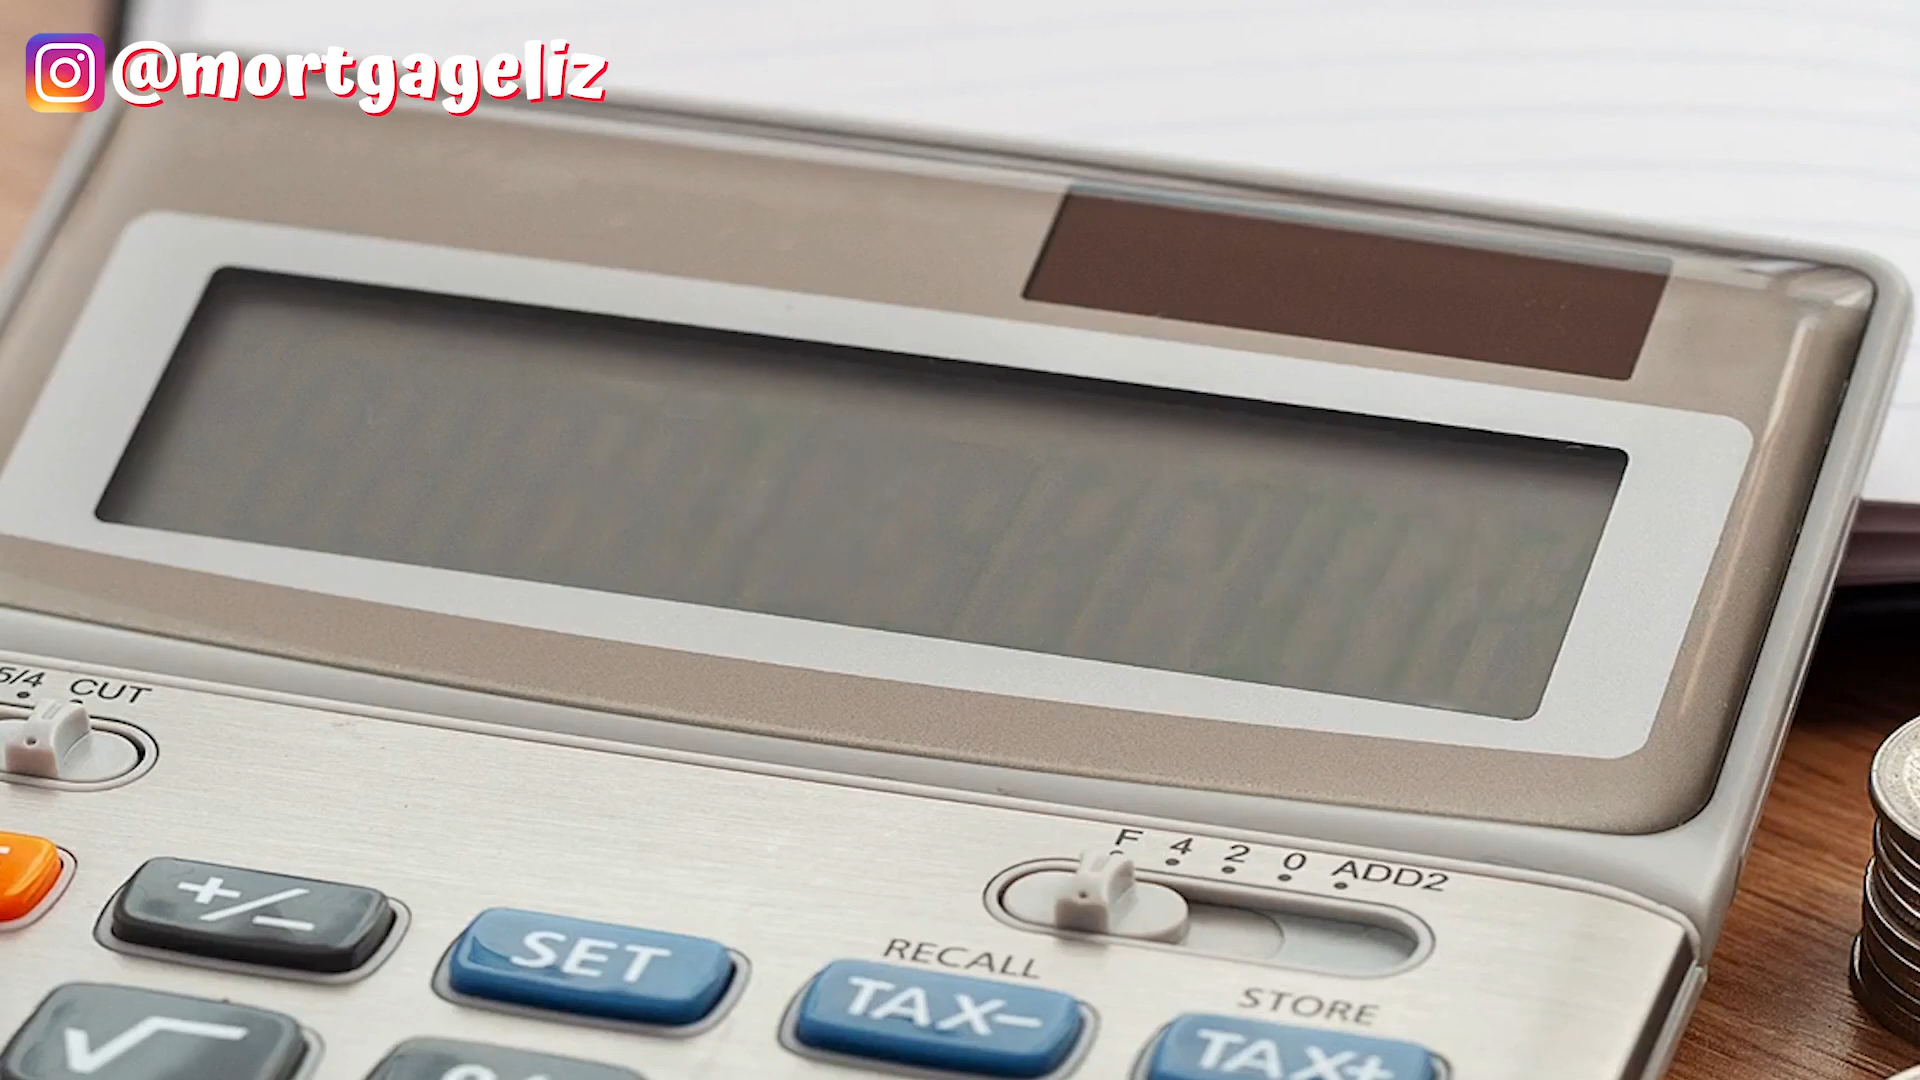 @mortgageliz
5/4 CUT
F 4 2 0 ADD2
+/-
SET
RECALL
TAX-
STORE
TAX+
√